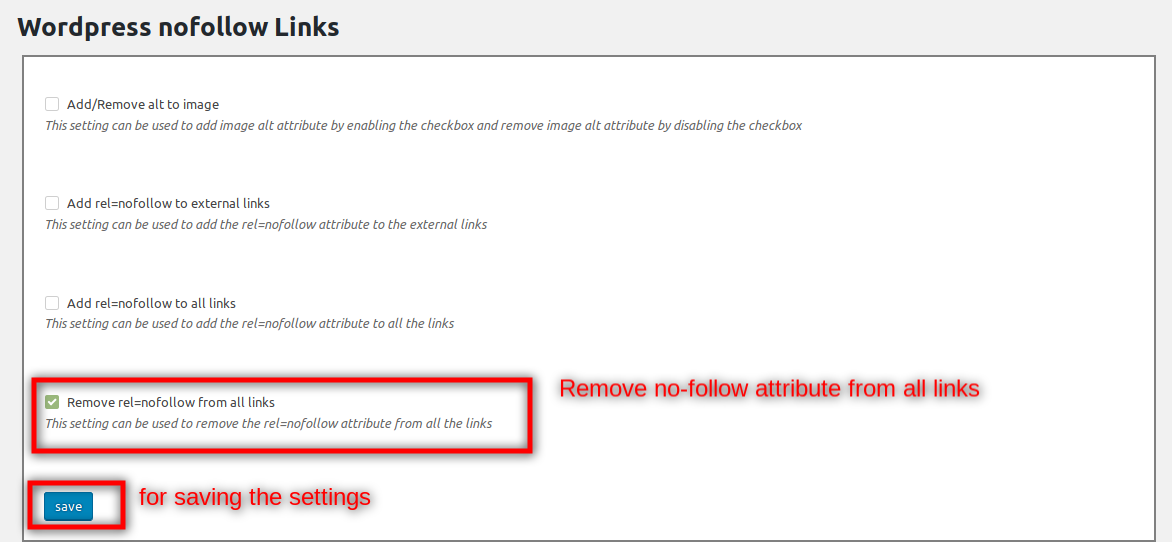 Wordpress nofollow Links
Add/Remove alt to image
This setting can be used to add image alt attribute by enabling the checkbox and remove image alt attribute by disabling the checkbox
Add rel=nofollow to external links
This setting can be used to add the rel=nofollow attribute to the external links
Add rel=nofollow to all links
This setting can be used to add the rel=nofollow attribute to all the links
Remove no-follow attribute from all links
Remove rel=nofollow from all links
This setting can be used to remove the rel=nofollow attribute from all the links
save
for saving the settings